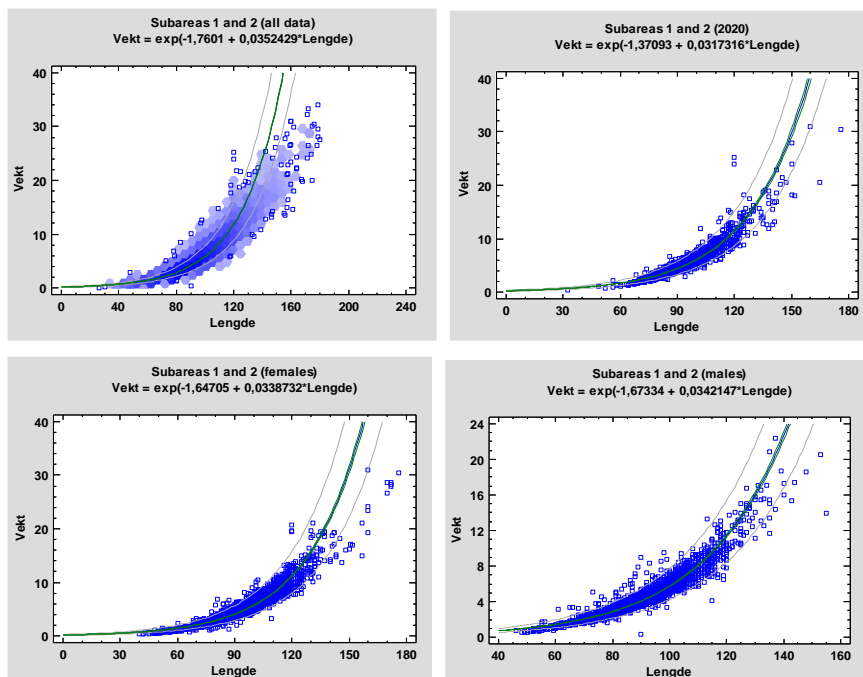 Subareas 1 and 2 (all data)
Vekt = exp(-1,7601 + 0,0352429*Lengde)
40
30
20
10
0
Vekt
0 40 80 120 160 200 240
Lengde
Subareas 1 and 2 (2020)
Vekt = exp(-1,37093 + 0,0317316*Lengde)
40
30
20
10
0
Vekt
0 30 60 90 120 150 180
Lengde
Subareas 1 and 2 (females)
Vekt = exp(-1,64705 + 0,0338732*Lengde)
40
30
20
10
0
Vekt
0 30 60 90 120 150 180
Lengde
Subareas 1 and 2 (males)
Vekt = exp(-1,67334 + 0,0342147*Lengde)
24
20
16
12
8
4
0
Vekt
40 60 80 100 120 140 160
Lengde